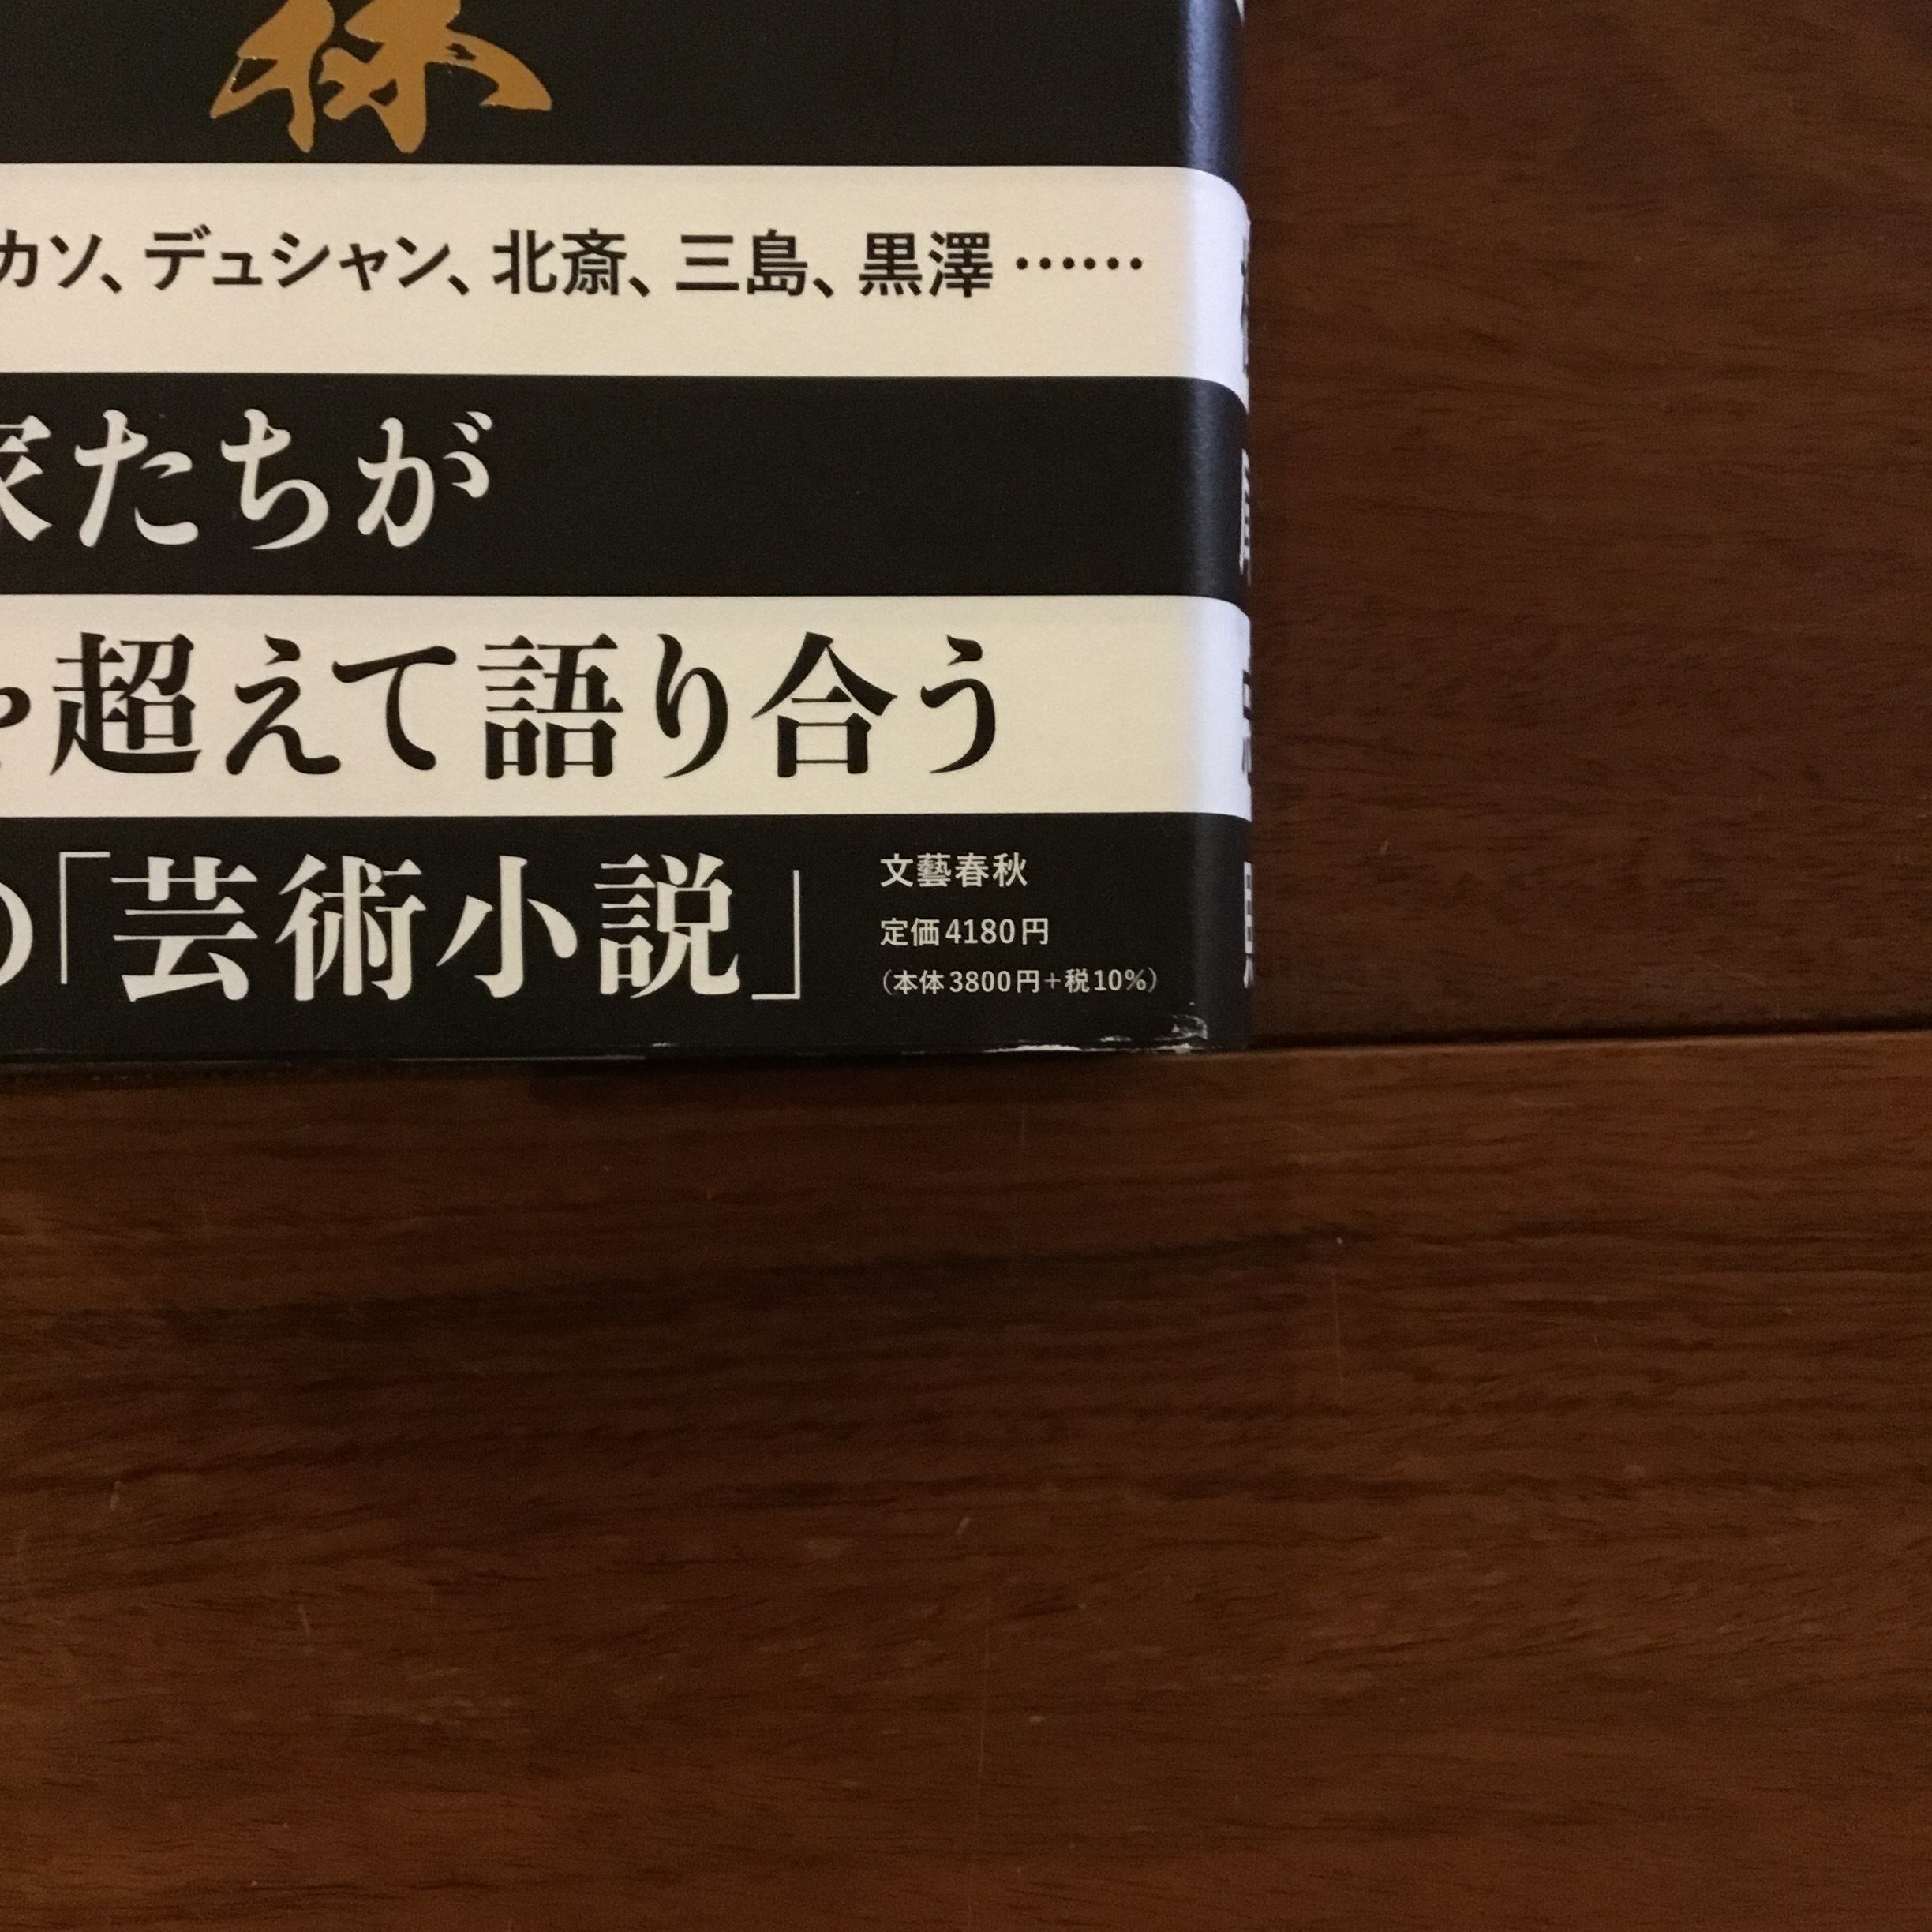 カソ、デュシャン、北斎、三島、黒澤……
家たちが
を超えて語り合う
の「芸術小説」
文藝春秋
定価4180円
（本体3800円＋税10%）